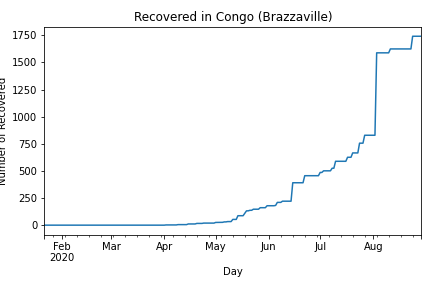 Recovered in Congo (Brazzaville)
Number of Recovered
1750
1500
1250
1000
750
500
250
0
Feb Mar Apr May Jun Jul Aug
2020
Day